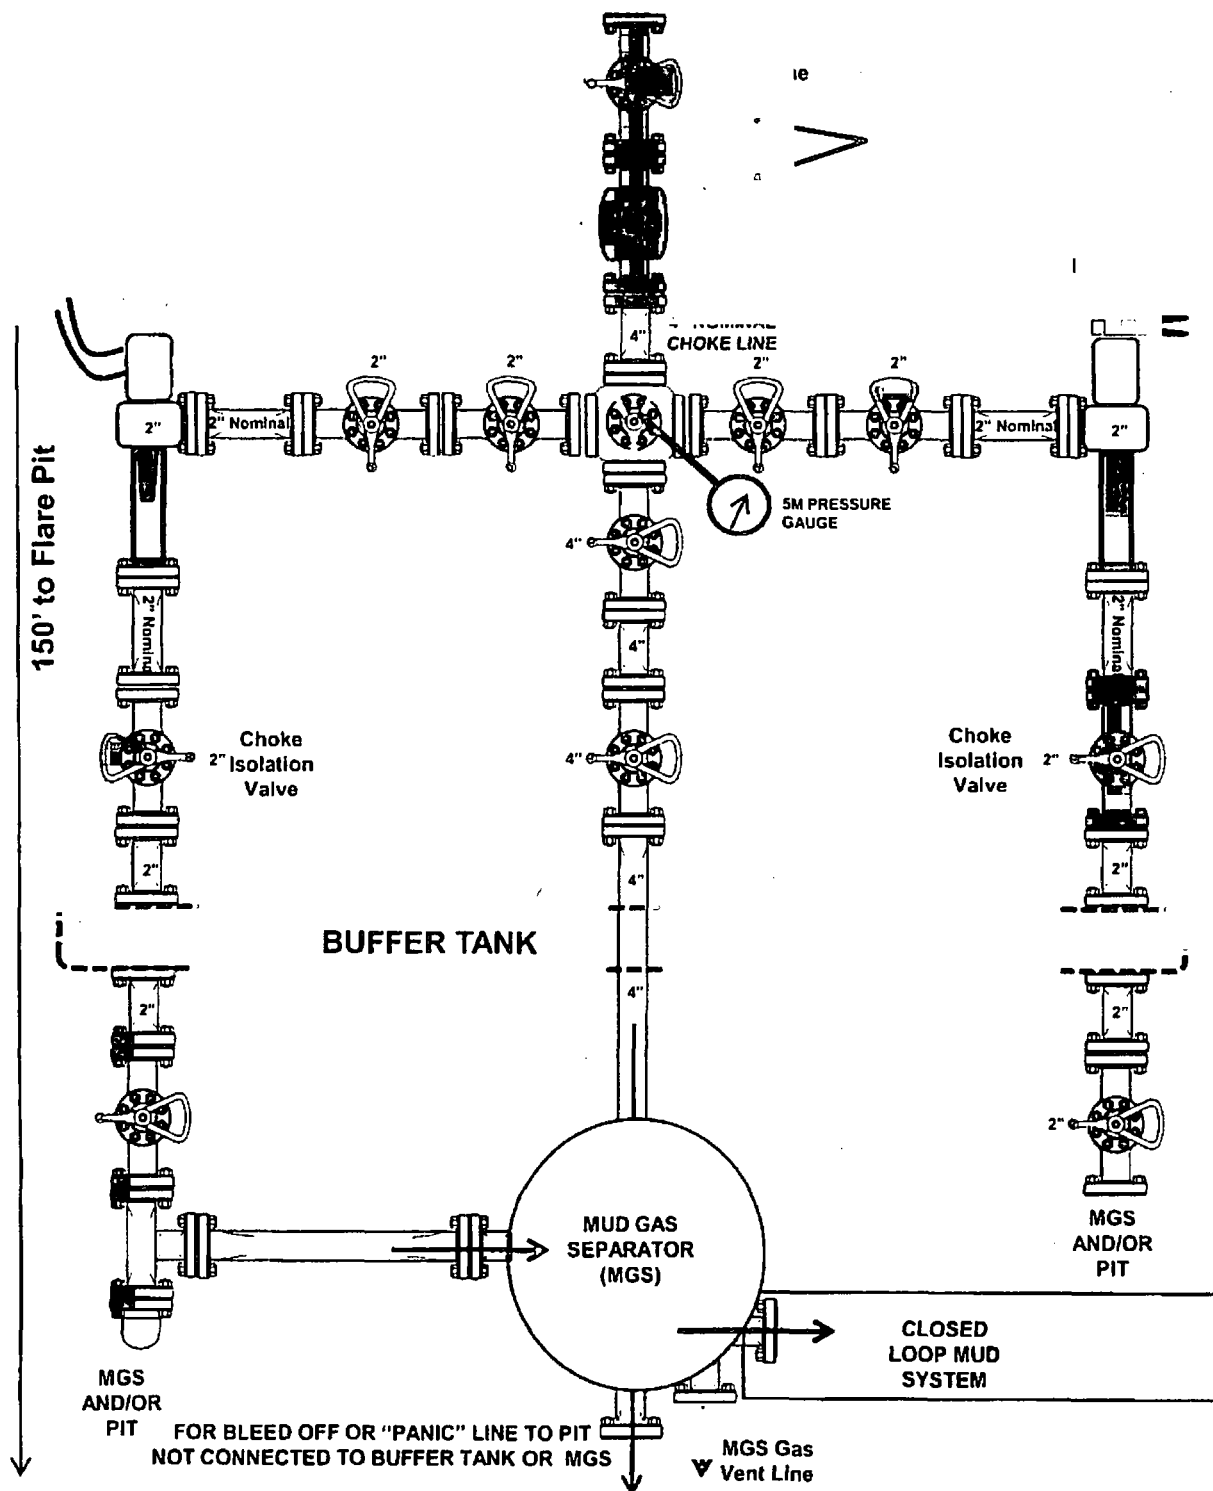 4"
NOMINAL
CHOKE LINE
2"
2"
2"
2"
2"
2" Nominal
2" Nominal
2"
5M PRESSURE
GAUGE
4"
150' to Flare Pit
2" Nominal
4"
2" Nominal
2"
Choke
Isolation
Valve
4"
Choke
Isolation
Valve
2"
2"
4"
2"
BUFFER TANK
2"
4"
2"
2"
MUD GAS
SEPARATOR
(MGS)
MGS
AND/OR
PIT
CLOSED
LOOP MUD
SYSTEM
MGS
AND/OR
PIT
FOR BLEED OFF OR "PANIC" LINE TO PIT
NOT CONNECTED TO BUFFER TANK OR MGS
MGS Gas
Vent Line